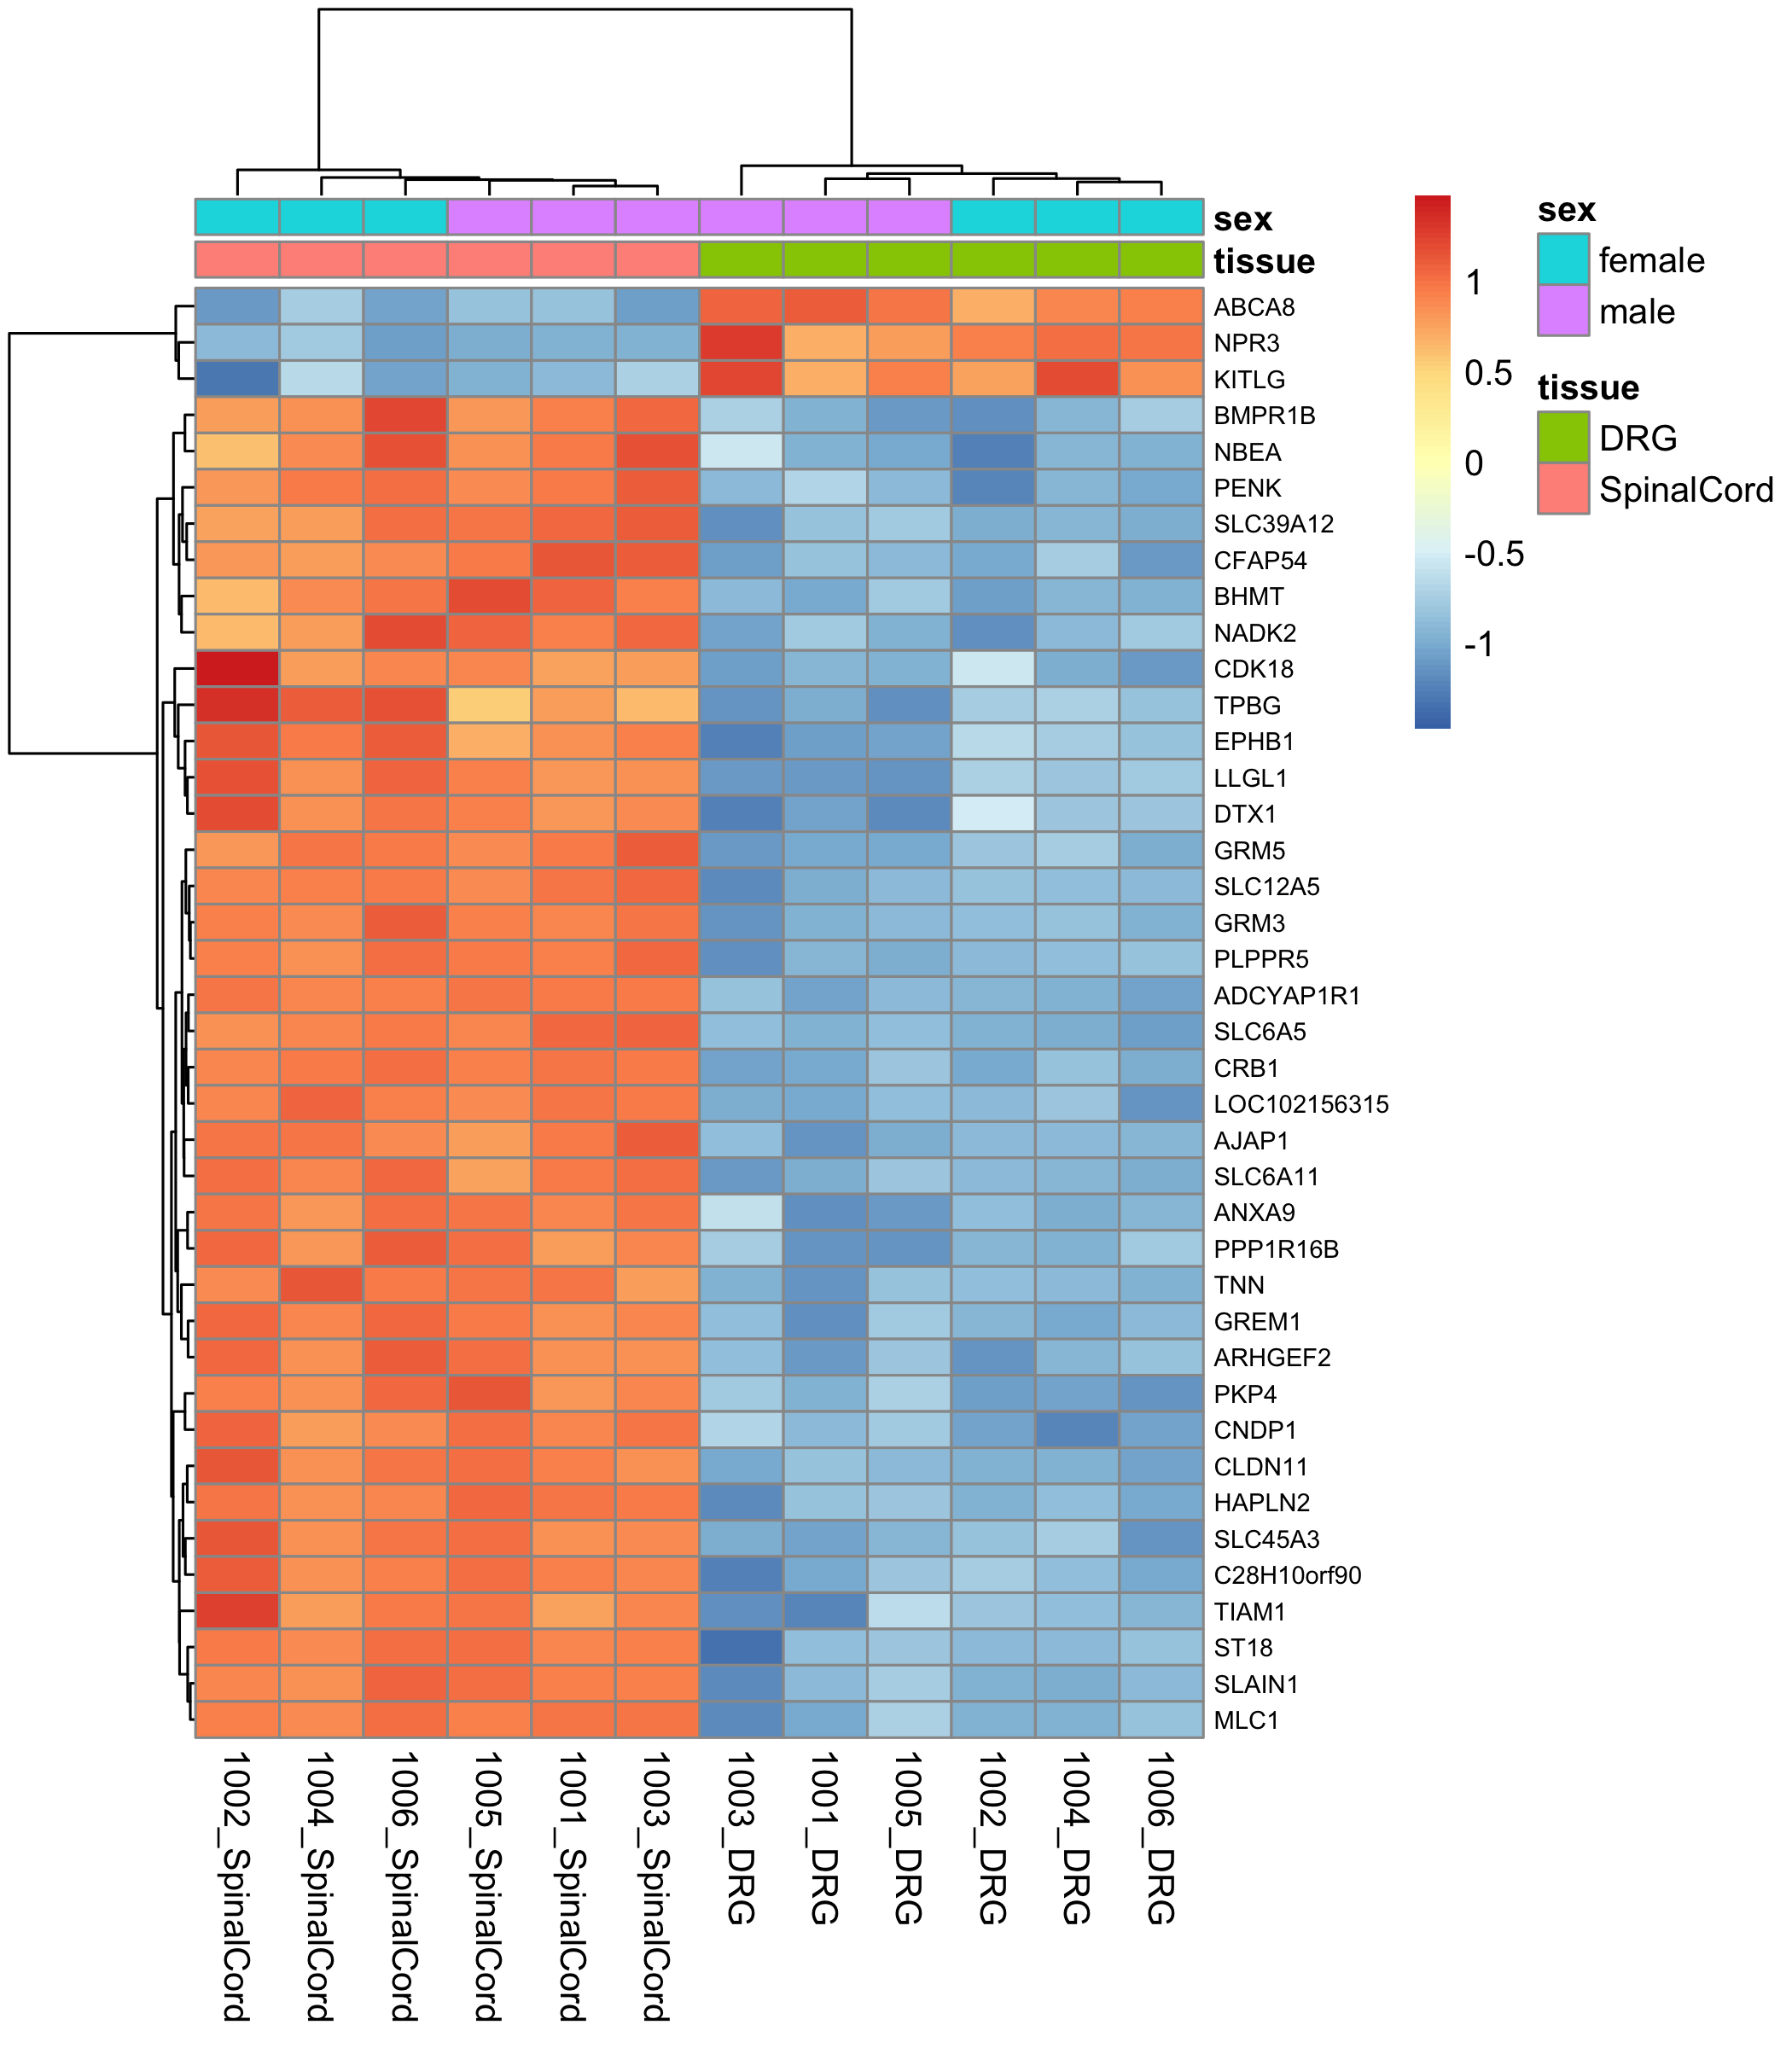 sex
tissue
ABCA8
NPR3
KITLG
BMPR1B
NBEA
PENK
SLC39A12
CFAP54
BHMT
NADK2
CDK18
TPBG
EPHB1
LLGL1
DTX1
GRM5
SLC12A5
GRM3
PLPPR5
ADCYAP1R1
SLC6A5
CRB1
LOC102156315
AJAP1
SLC6A11
ANXA9
PPP1R16B
TNN
GREM1
ARHGEF2
PKP4
CNDP1
CLDN11
HAPLN2
SLC45A3
C28H10orf90
TIAM1
ST18
SLAIN1
MLC1
1002_SpinalCord
1004_SpinalCord
1006_SpinalCord
1005_SpinalCord
1001_SpinalCord
1003_SpinalCord
1003_DRG
1001_DRG
1005_DRG
1002_DRG
1004_DRG
1006_DRG
1
0.5
0
-0.5
-1
sex
female
male
tissue
DRG
SpinalCord